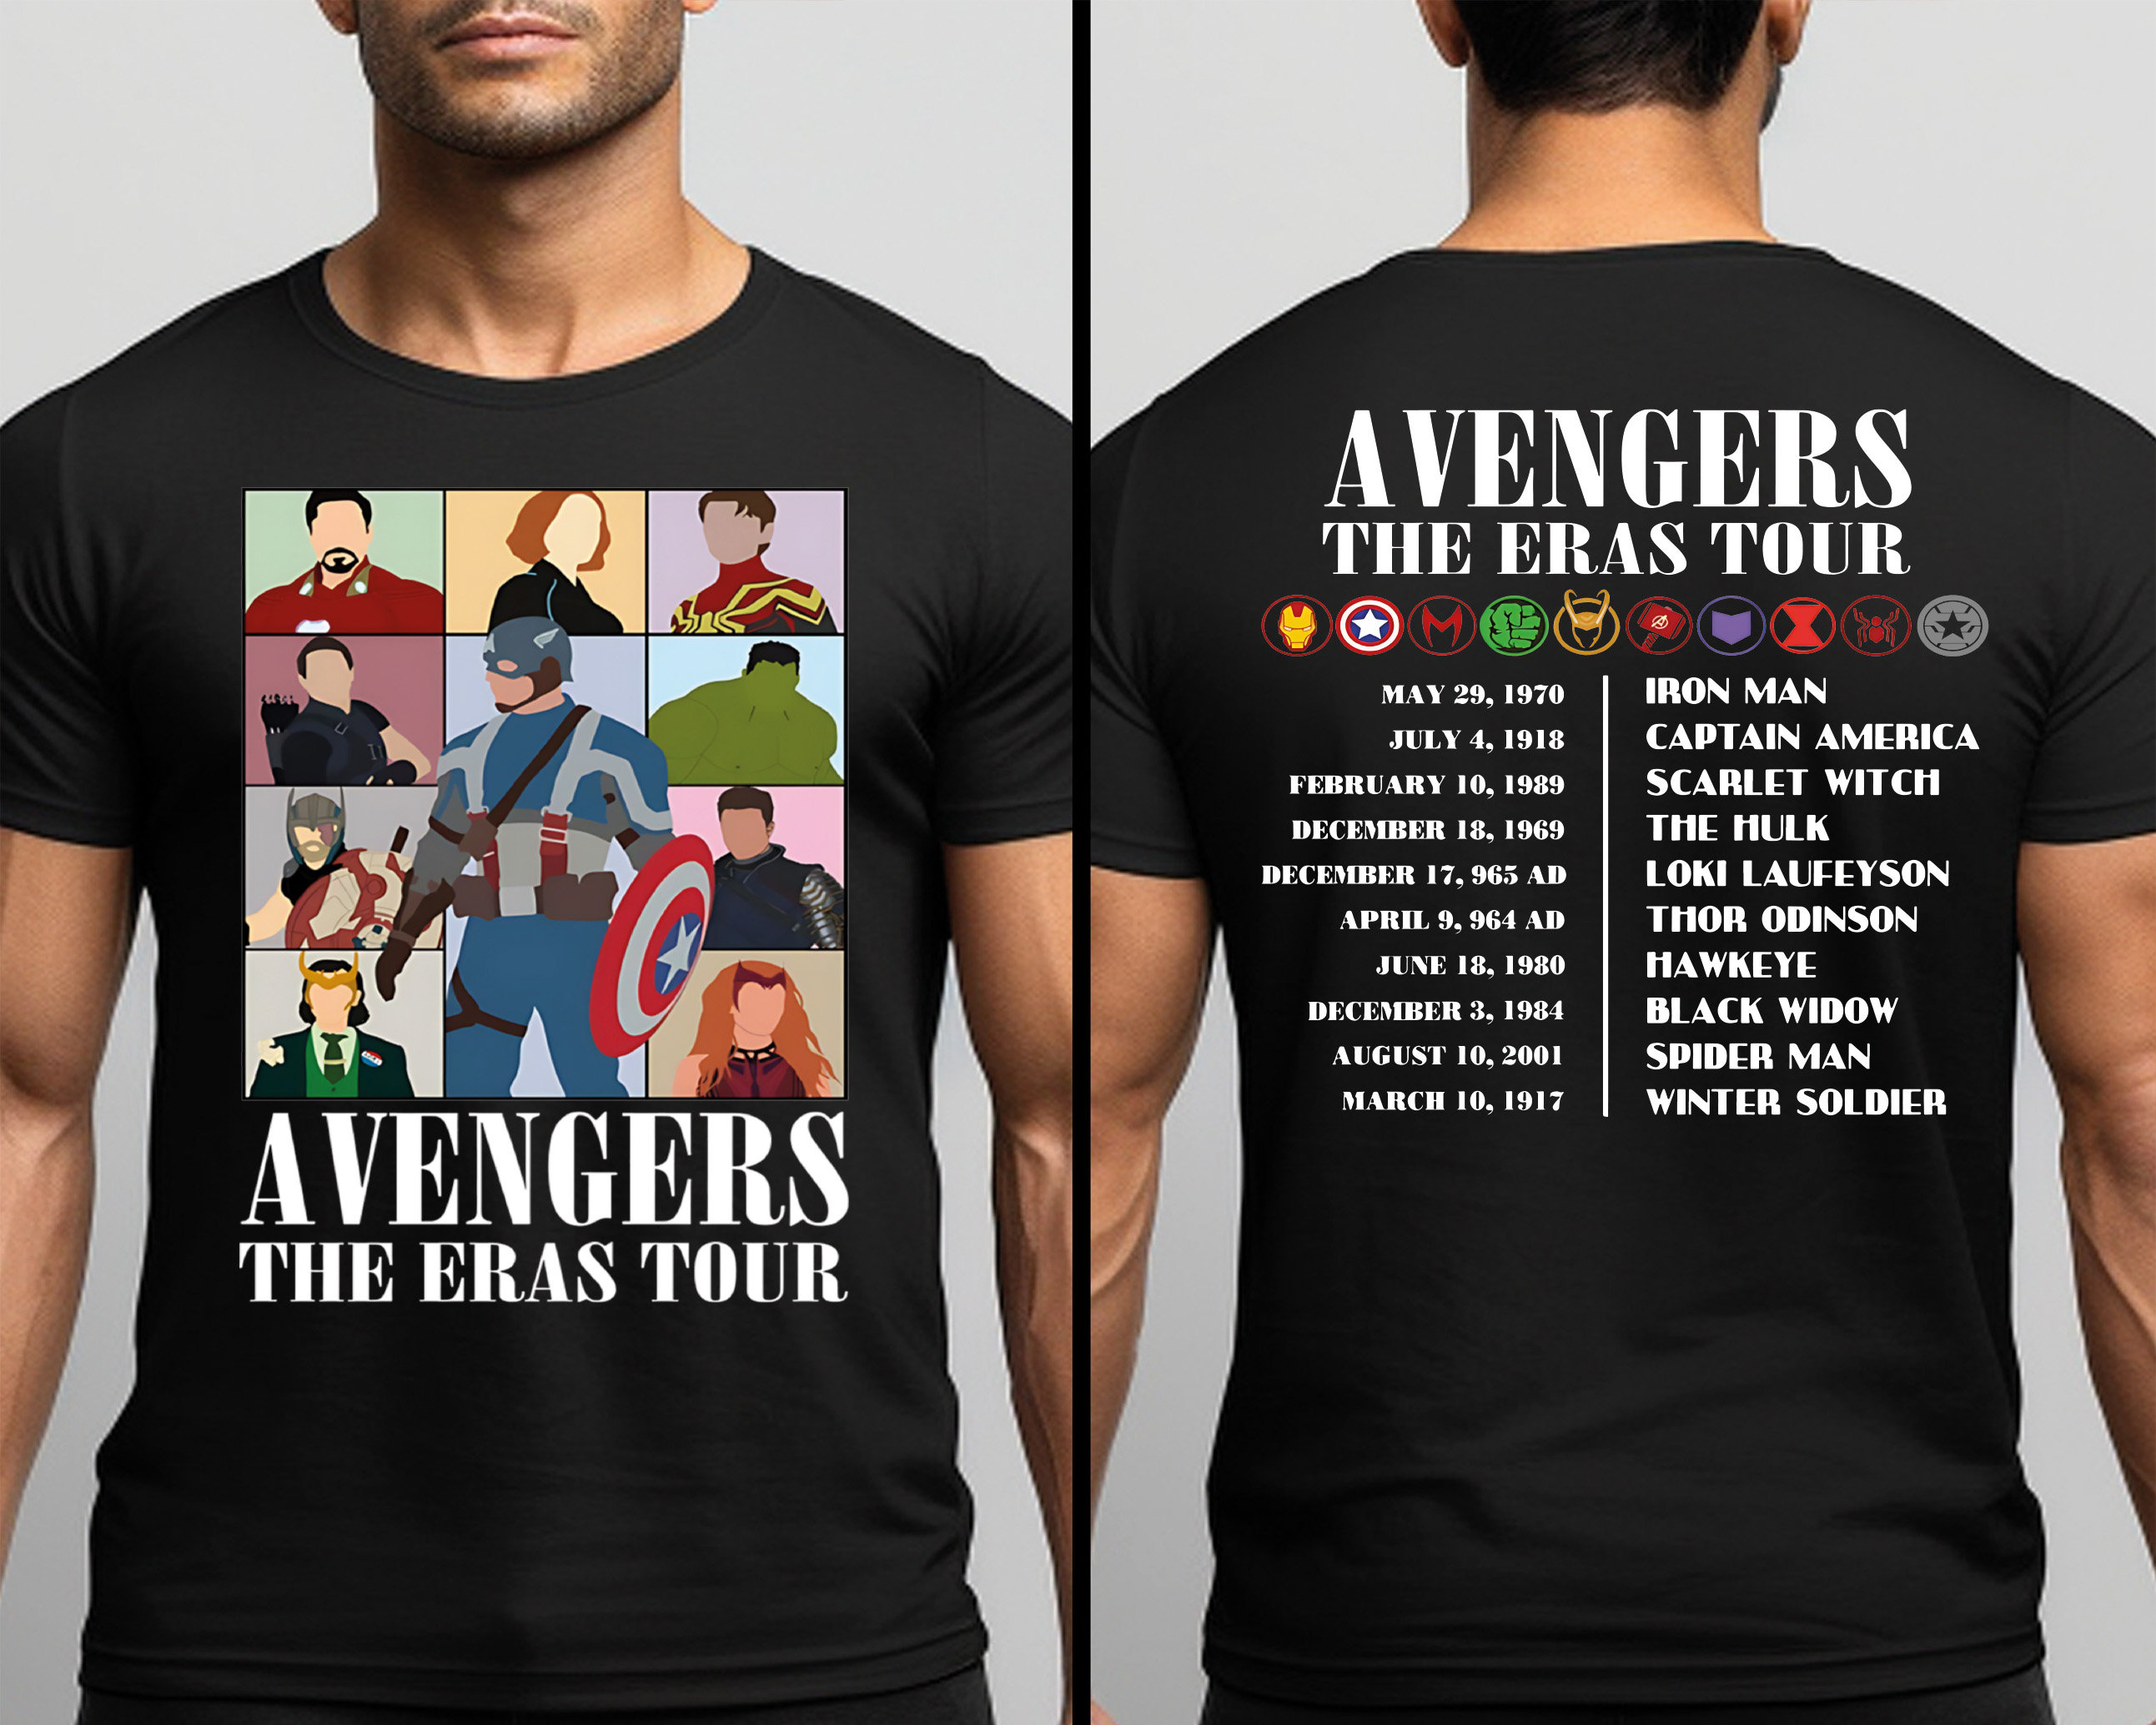 AVENGERS
THE ERAS TOUR
AVENGERS
THE ERAS TOUR
MAY 29, 1970 IRON MAN
JULY 4, 1918 CAPTAIN AMERICA
FEBRUARY 10, 1989 SCARLET WITCH
DECEMBER 18, 1969 THE HULK
DECEMBER 17, 965 AD LOKI LAUFEYSON
APRIL 9, 964 AD THOR ODINSON
JUNE 18, 1980 HAWKEYE
DECEMBER 3, 1984 BLACK WIDOW
AUGUST 10, 2001 SPIDER MAN
MARCH 10, 1917 WINTER SOLDIER